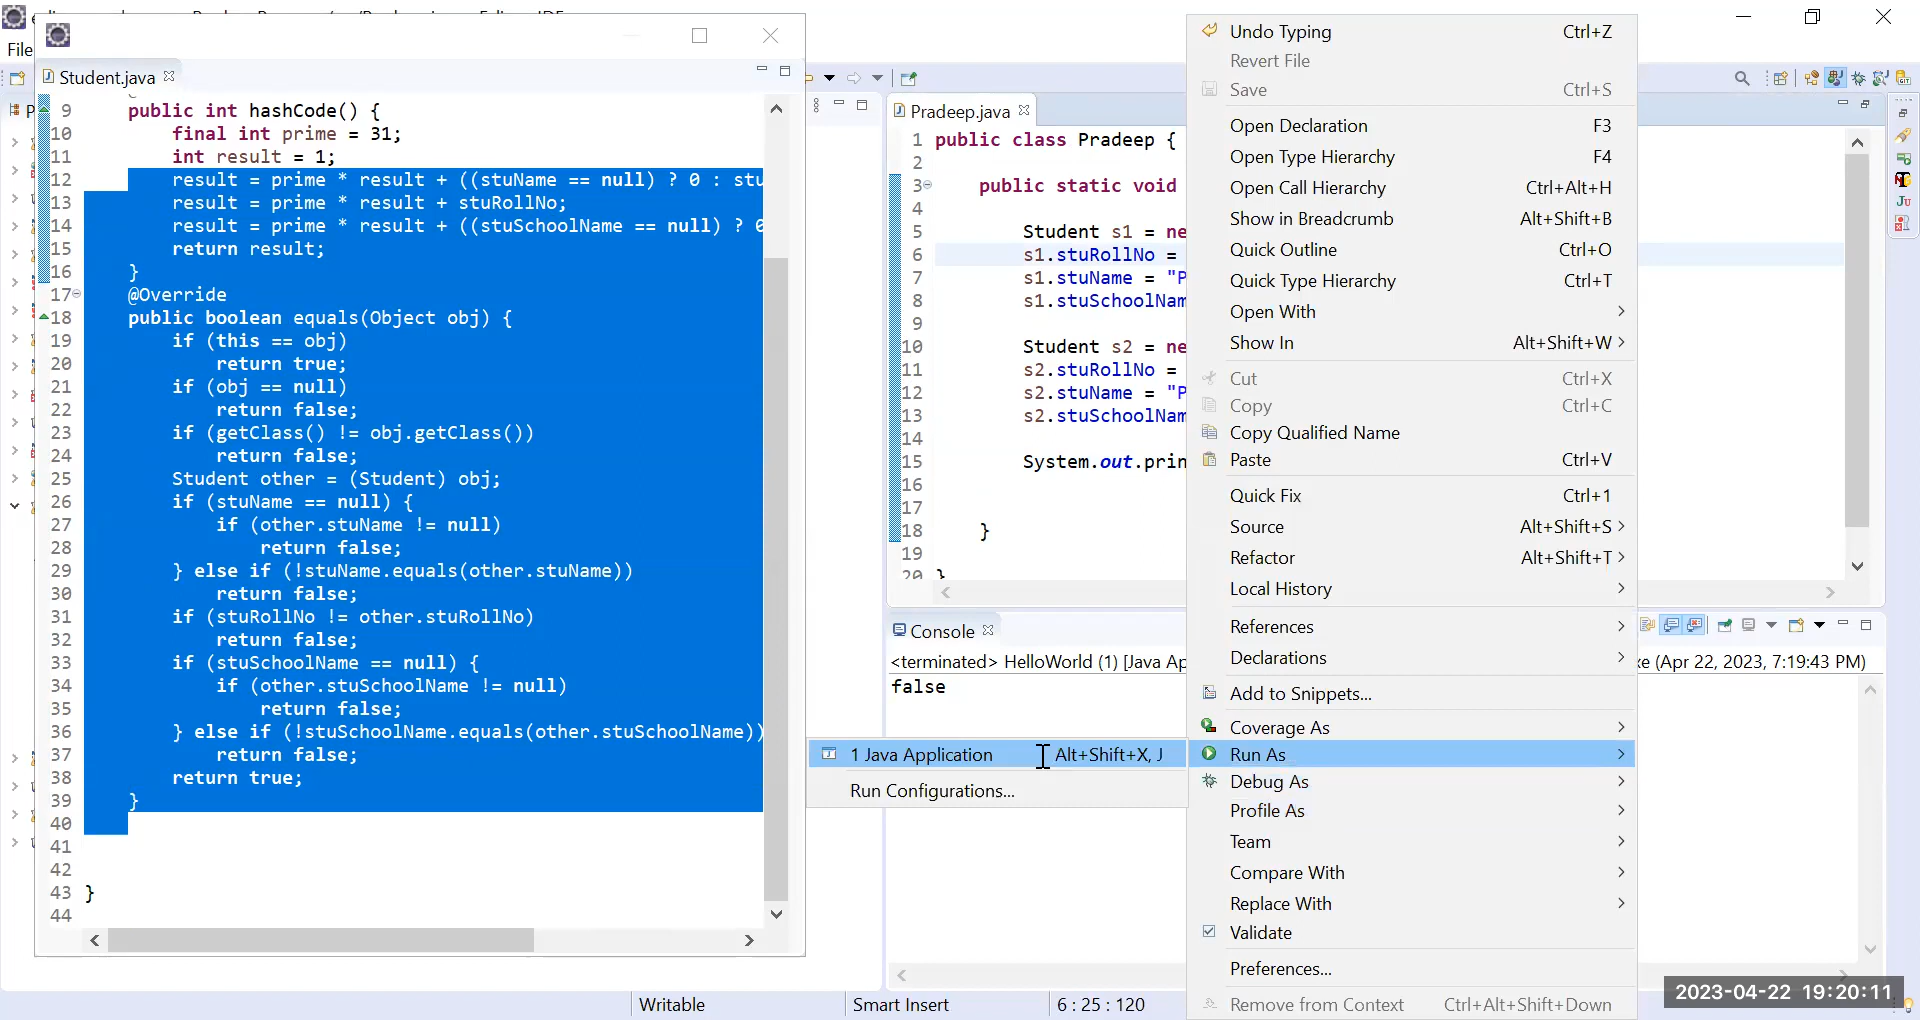 File
Student.java
9 public int hashCode() {
10 final int prime = 31;
11 int result = 1;
12 result = prime * result + ((stuName == null) ? 0 : stu
13 result = prime * result + stuRollNo;
14 result = prime * result + ((stuSchoolName == null) ? 0
15 return result;
16 }
17 @Override
18 public boolean equals(Object obj) {
19 if (this == obj)
20 return true;
21 if (obj == null)
22 return false;
23 if (getClass() != obj.getClass())
24 return false;
25 Student other = (Student) obj;
26 if (stuName == null) {
27 if (other.stuName != null)
28 return false;
29 } else if (!stuName.equals(other.stuName))
30 return false;
31 if (stuRollNo != other.stuRollNo)
32 return false;
33 if (stuSchoolName == null) {
34 if (other.stuSchoolName != null)
35 return false;
36 } else if (!stuSchoolName.equals(other.stuSchoolName))
37 return false;
38 return true;
39 }
40
41
42
43 }
44
Pradeep.java
1 public class Pradeep {
2
3 public static void
4
5 Student s1 = ne
6 s1.stuRollNo =
7 s1.stuName = "P
8 s1.stuSchoolNam
9
10 Student s2 = ne
11 s2.stuRollNo =
12 s2.stuName = "P
13 s2.stuSchoolNam
14
15 System.out.prin
16
17
18 }
19
20 }
Console
<terminated> HelloWorld (1) [Java Ap
xe (Apr 22, 2023, 7:19:43 PM)
false
1 Java Application Alt+Shift+X, J
Run Configurations...
Undo Typing Ctrl+Z
Revert File
Save Ctrl+S
Open Declaration F3
Open Type Hierarchy F4
Open Call Hierarchy Ctrl+Alt+H
Show in Breadcrumb Alt+Shift+B
Quick Outline Ctrl+O
Quick Type Hierarchy Ctrl+T
Open With
Show In Alt+Shift+W
Cut Ctrl+X
Copy Ctrl+C
Copy Qualified Name
Paste Ctrl+V
Quick Fix Ctrl+1
Source Alt+Shift+S
Refactor Alt+Shift+T
Local History
References
Declarations
Add to Snippets...
Coverage As
Run As
Debug As
Profile As
Team
Compare With
Replace With
Validate
Preferences...
Remove from Context Ctrl+Alt+Shift+Down
Writable
Smart Insert
6 : 25 : 120
2023-04-22 19:20:11